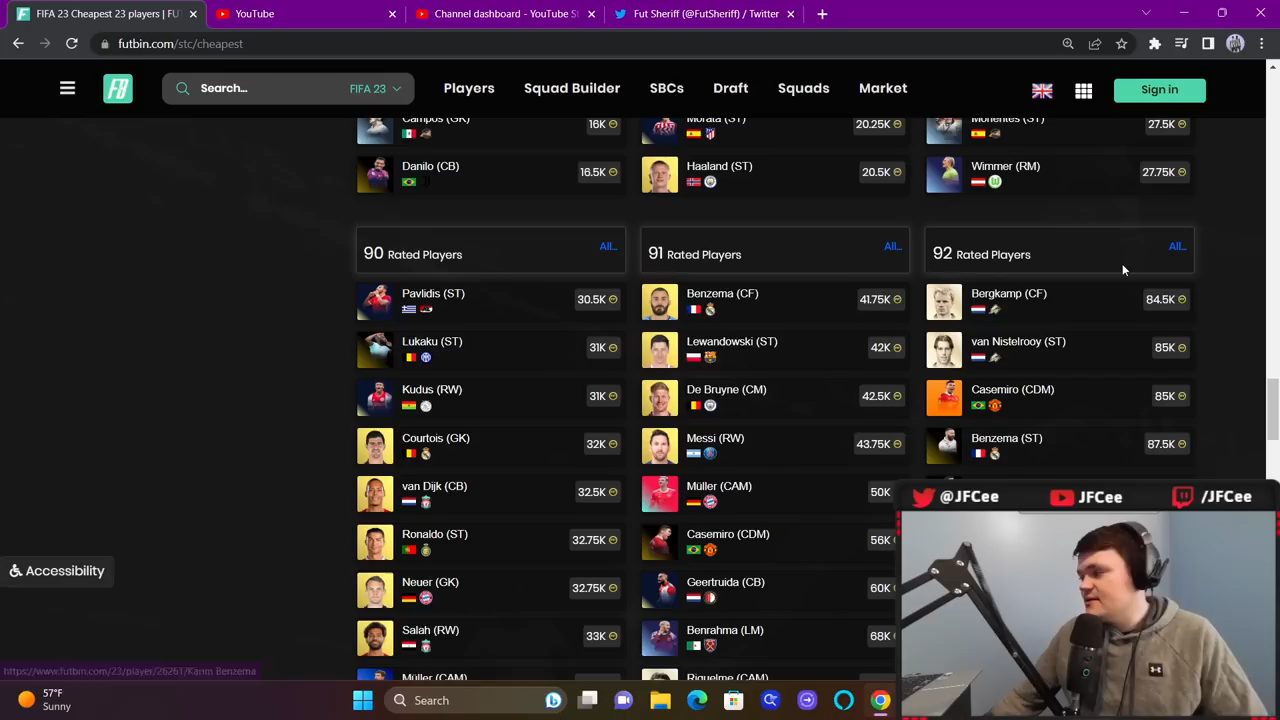 FIFA 23 Cheapest 23 players | FUT
YouTube
Channel dashboard - YouTube St
Fut Sheriff (@FutSheriff) / Twitter
futbin.com/stc/cheapest
Search...
FIFA 23
Players
Squad Builder
SBCs
Draft
Squads
Market
Sign in
Campos (GK)
16K
Morata (ST)
20.25K
Morientes (ST)
27.5K
Danilo (CB)
16.5K
Haaland (ST)
20.5K
Wimmer (RM)
27.75K
90 Rated Players
All...
91 Rated Players
All...
92 Rated Players
All...
Pavlidis (ST)
30.5K
Benzema (CF)
41.75K
Bergkamp (CF)
84.5K
Lukaku (ST)
31K
Lewandowski (ST)
42K
van Nistelrooy (ST)
85K
Kudus (RW)
31K
De Bruyne (CM)
42.5K
Casemiro (CDM)
85K
Courtois (GK)
32K
Messi (RW)
43.75K
Benzema (ST)
87.5K
van Dijk (CB)
32.5K
Müller (CAM)
50K
@JFCee
JFCee
/JFCee
Ronaldo (ST)
32.75K
Casemiro (CDM)
56K
Accessibility
Neuer (GK)
32.75K
Geertruida (CB)
60K
Salah (RW)
33K
Benrahma (LM)
68K
https://www.futbin.com/23/player/26261/Karim Benzema
Müller (CAM)
Riquelme (CAM)
57°F
Sunny
Search